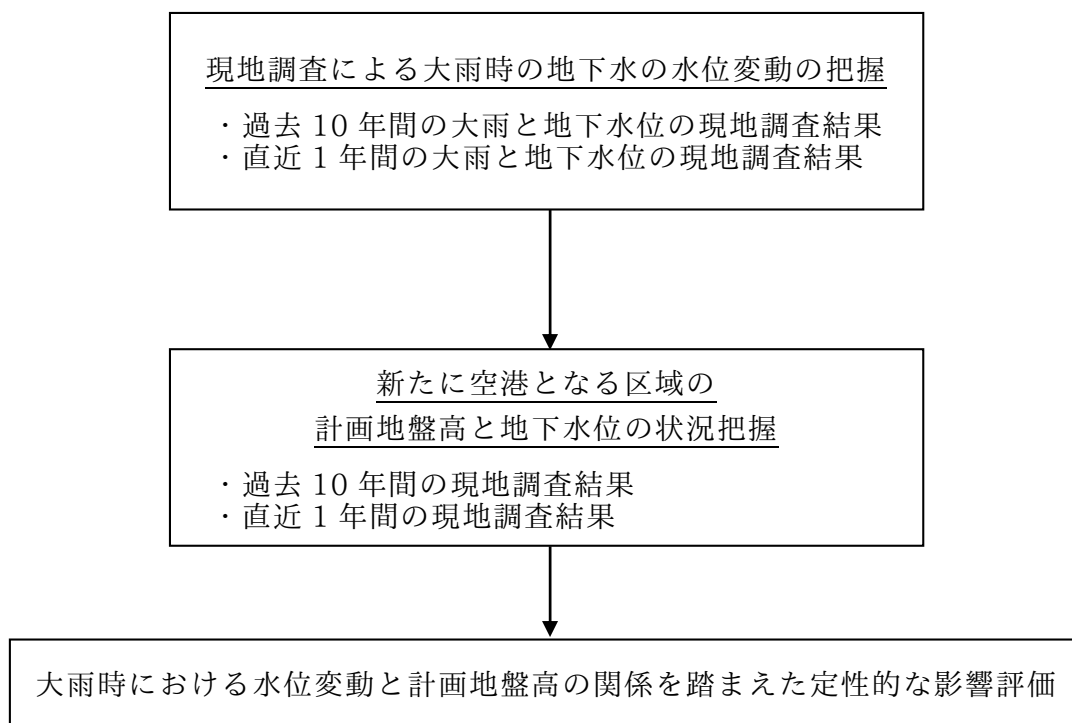 現地調査による大雨時の地下水の水位変動の把握
・過去 10 年間の大雨と地下水位の現地調査結果
・直近 1 年間の大雨と地下水位の現地調査結果
新たに空港となる区域の
計画地盤高と地下水位の状況把握
・過去 10 年間の現地調査結果
・直近 1 年間の現地調査結果
大雨時における水位変動と計画地盤高の関係を踏まえた定性的な影響評価